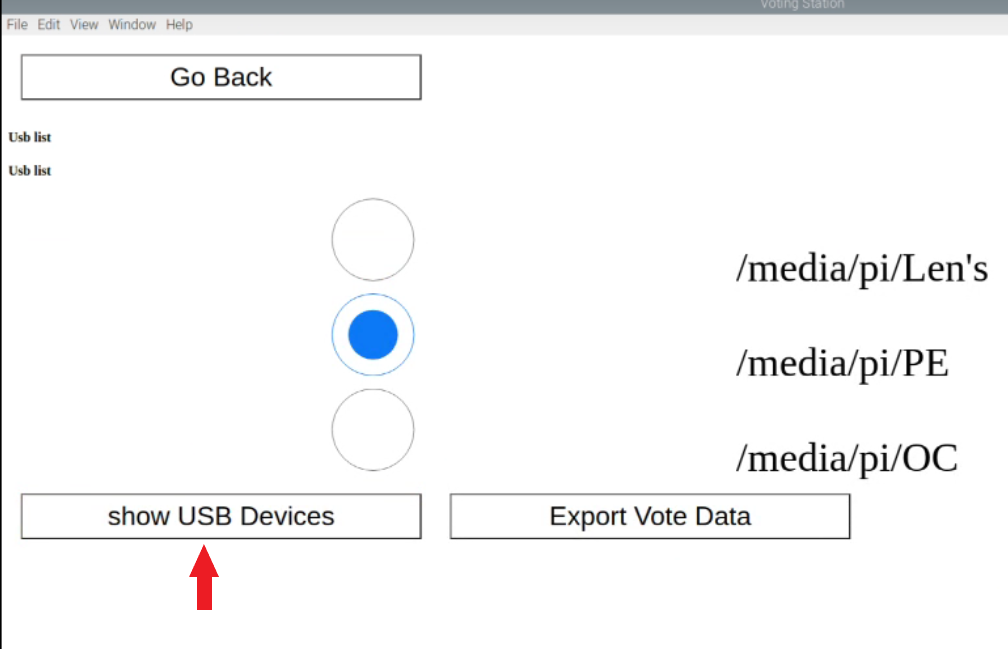 Voting Station
File Edit View Window Help
Go Back
Usb list
Usb list
/media/pi/Len's
/media/pi/PE
/media/pi/OC
show USB Devices Export Vote Data